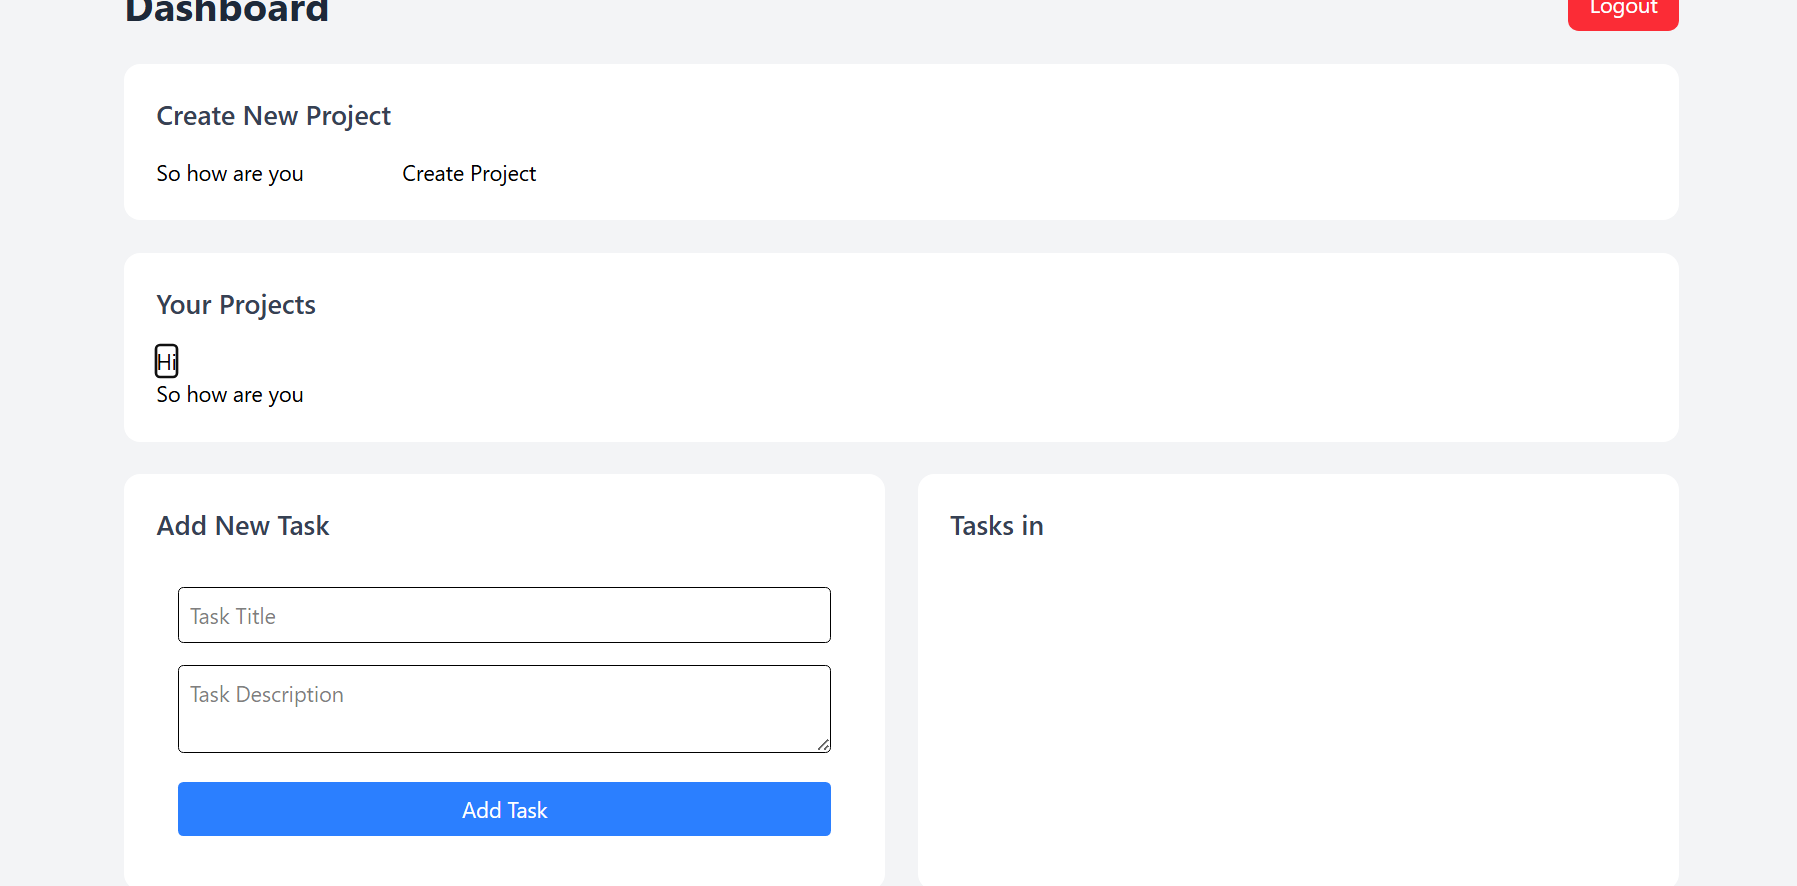 Dashboard
Logout
Create New Project
So how are you
Create Project
Your Projects
Hi
So how are you
Add New Task
Task Title
Task Description
Add Task
Tasks in